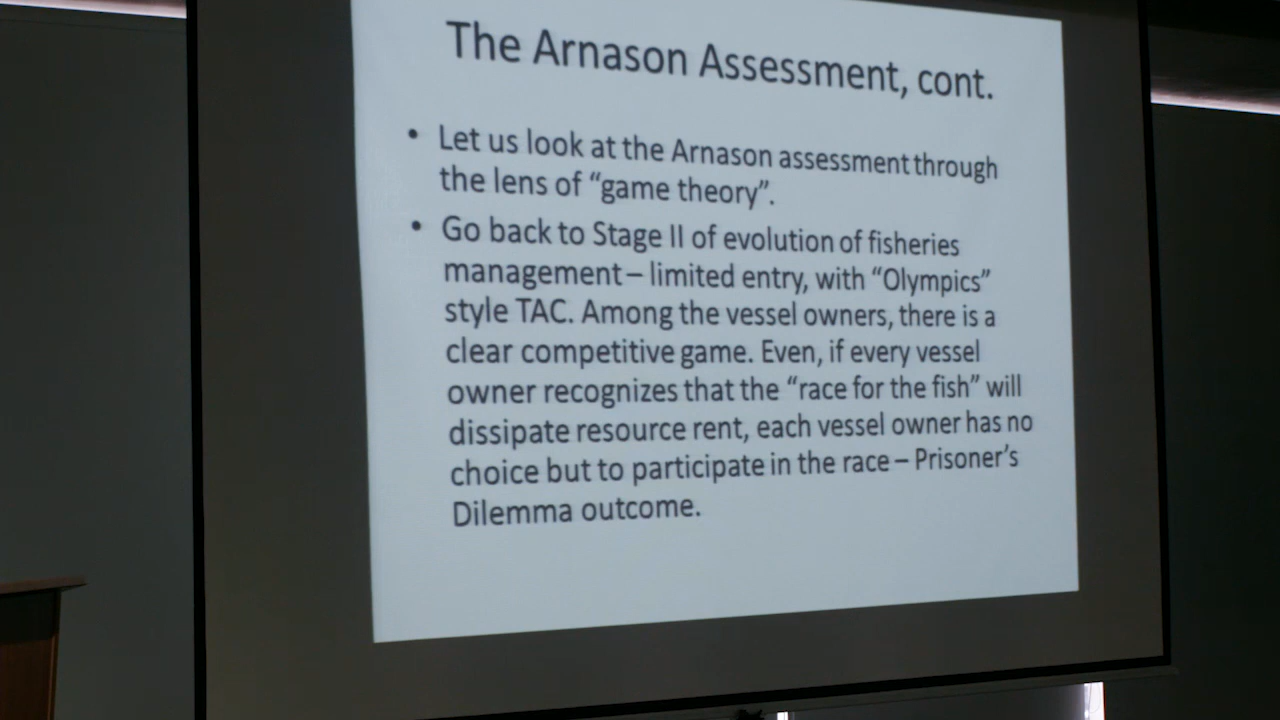 The Arnason Assessment, cont.
• Let us look at the Arnason assessment through
the lens of “game theory”.
• Go back to Stage II of evolution of fisheries
management – limited entry, with “Olympics”
style TAC. Among the vessel owners, there is a
clear competitive game. Even, if every vessel
owner recognizes that the “race for the fish” will
dissipate resource rent, each vessel owner has no
choice but to participate in the race – Prisoner’s
Dilemma outcome.